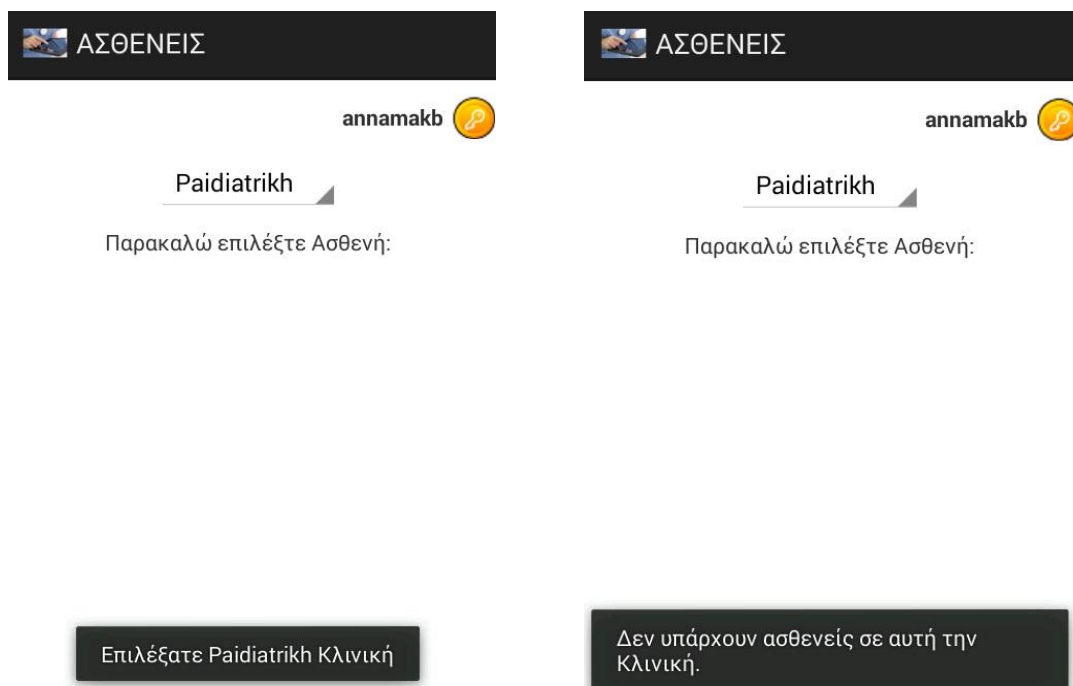 ΑΣΘΕΝΕΙΣ
annamakb
Paidiatrikh
Παρακαλώ επιλέξτε Ασθενή:
Επιλέξατε Paidiatrikh Κλινική
ΑΣΘΕΝΕΙΣ
annamakb
Paidiatrikh
Παρακαλώ επιλέξτε Ασθενή:
Δεν υπάρχουν ασθενείς σε αυτή την
Κλινική.